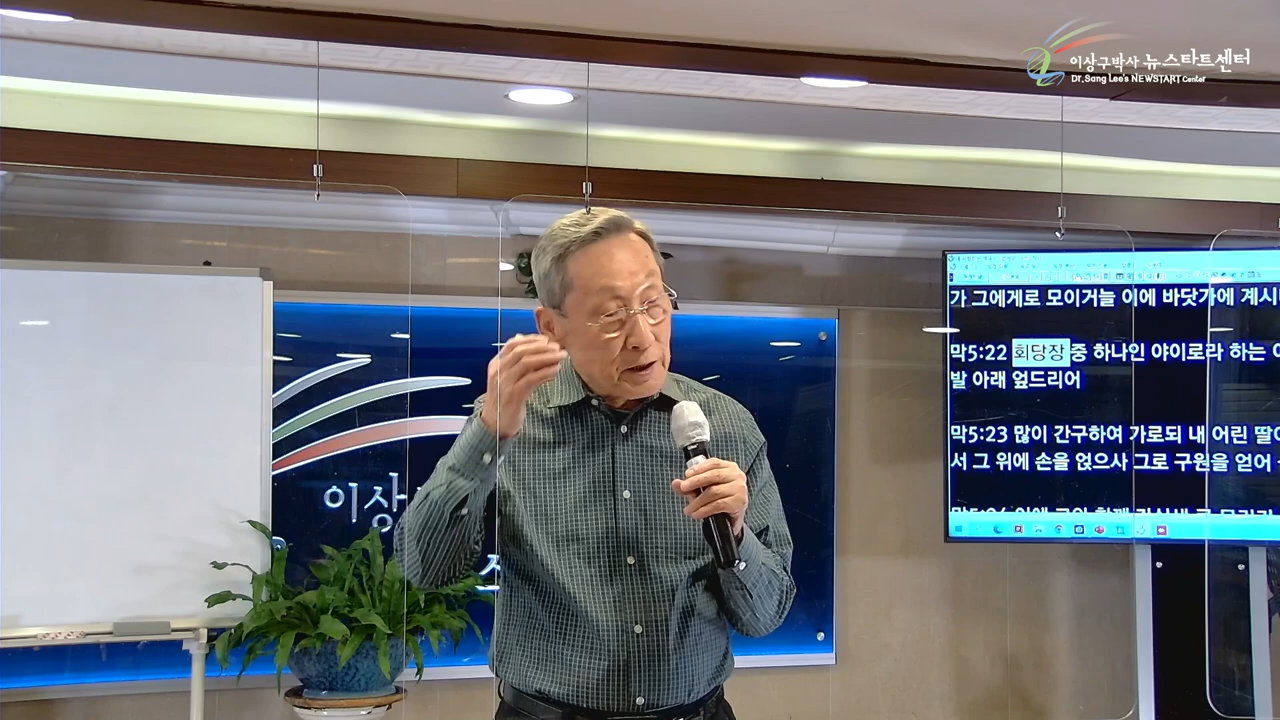 이상구박사 뉴스타트센터
Dr.Sang Lee's NEWSTART Center
가 그에게로 모이거늘 이에 바닷가에 계시
막5:22 회당장중 하나인 야이로라 하는
발 아래 엎드리어
막5:23 많이 간구하여 가로되 내 어린 딸이
서 그 위에 손을 얹으사 그로 구원을 얻어
이상